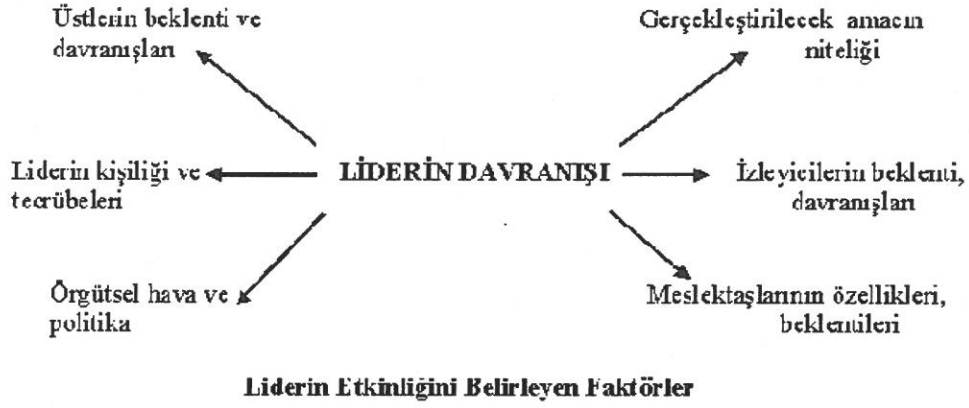 Üstlerin beklenti ve
davranışları
Gerçekleştirilecek amacın
niteliği
Liderin kişiliği ve
tecrübeleri
LİDERİN DAVRANIŞI
İzleyicilerin beklenti,
davranışları
Örgütsel hava ve
politika
Meslektaşlarının özellikleri,
beklentileri
Liderin Etkinliğini Belirleyen Faktörler